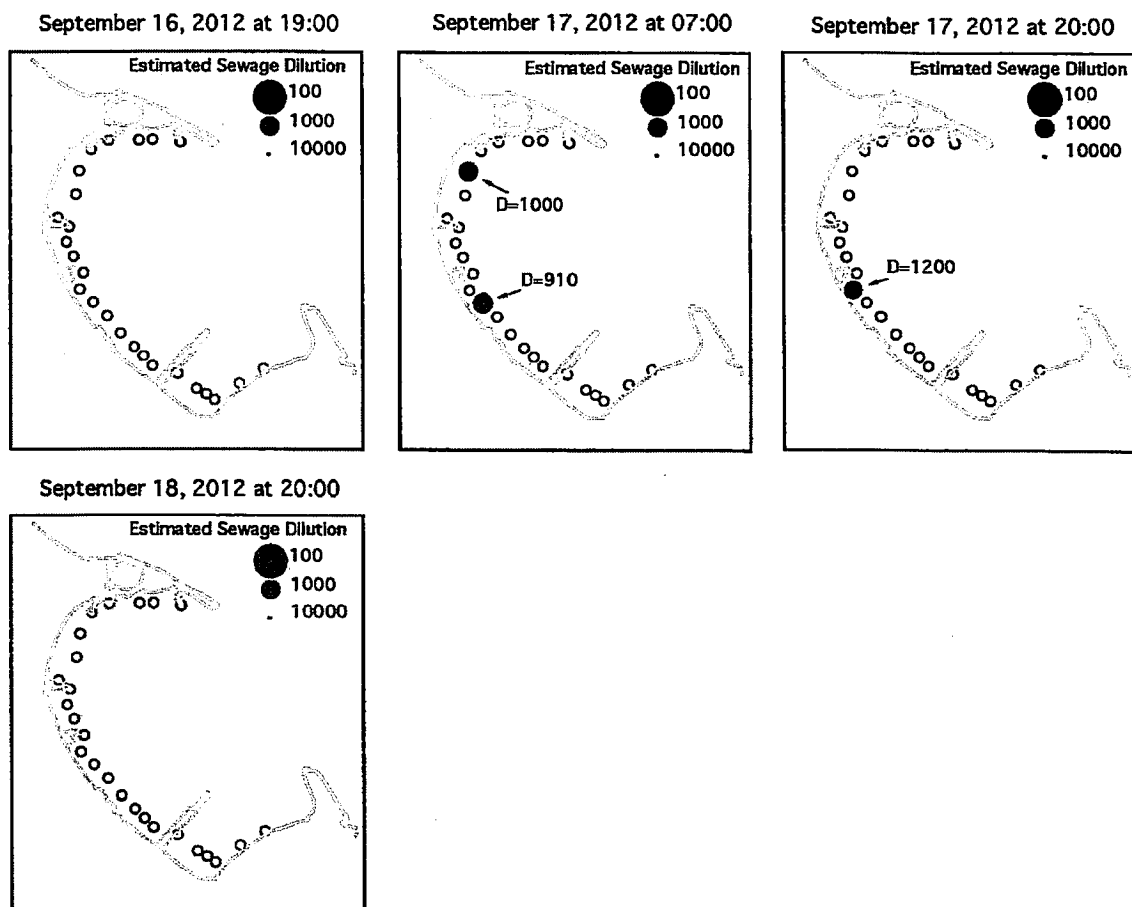 September 16, 2012 at 19:00
Estimated Sewage Dilution
100
1000
10000
September 17, 2012 at 07:00
Estimated Sewage Dilution
100
1000
10000
D=1000
D=910
September 17, 2012 at 20:00
Estimated Sewage Dilution
100
1000
10000
D=1200
September 18, 2012 at 20:00
Estimated Sewage Dilution
100
1000
10000